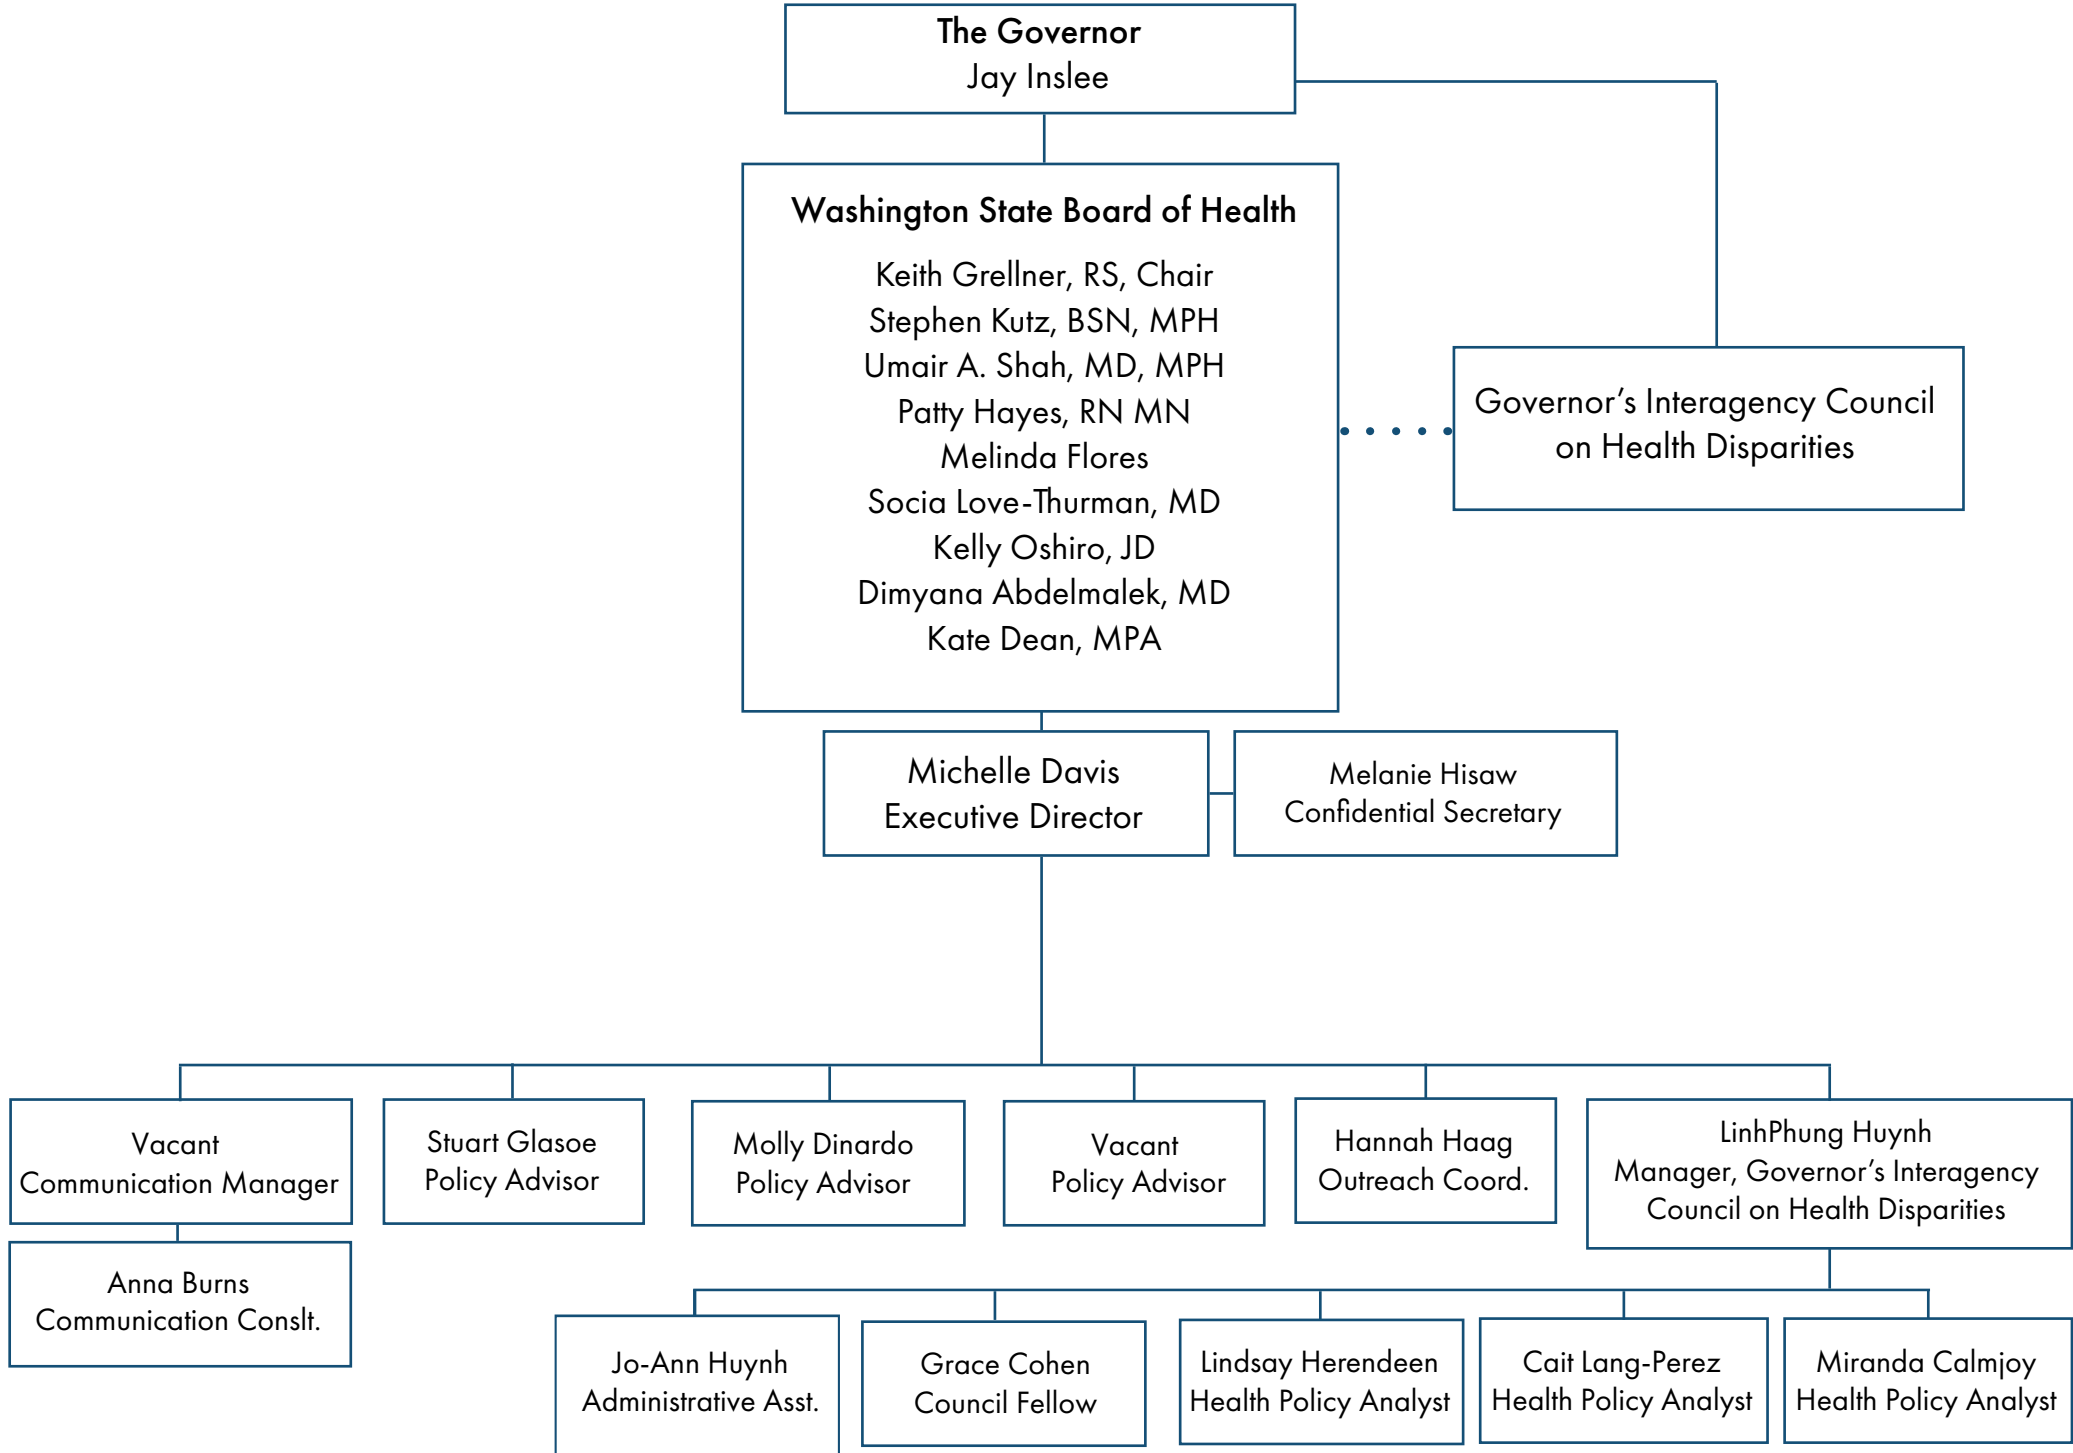 The Governor
Jay Inslee
Washington State Board of Health
Keith Grellner, RS, Chair
Stephen Kutz, BSN, MPH
Umair A. Shah, MD, MPH
Patty Hayes, RN MN
Melinda Flores
Socia Love-Thurman, MD
Kelly Oshiro, JD
Dimyana Abdelmalek, MD
Kate Dean, MPA
Governor’s Interagency Council
on Health Disparities
Michelle Davis
Executive Director
Melanie Hisaw
Confidential Secretary
Vacant
Communication Manager
Stuart Glasoe
Policy Advisor
Molly Dinardo
Policy Advisor
Vacant
Policy Advisor
Hannah Haag
Outreach Coord.
LinhPhung Huynh
Manager, Governor’s Interagency
Council on Health Disparities
Anna Burns
Communication Conslt.
Jo-Ann Huynh
Administrative Asst.
Grace Cohen
Council Fellow
Lindsay Herendeen
Health Policy Analyst
Cait Lang-Perez
Health Policy Analyst
Miranda Calmjoy
Health Policy Analyst